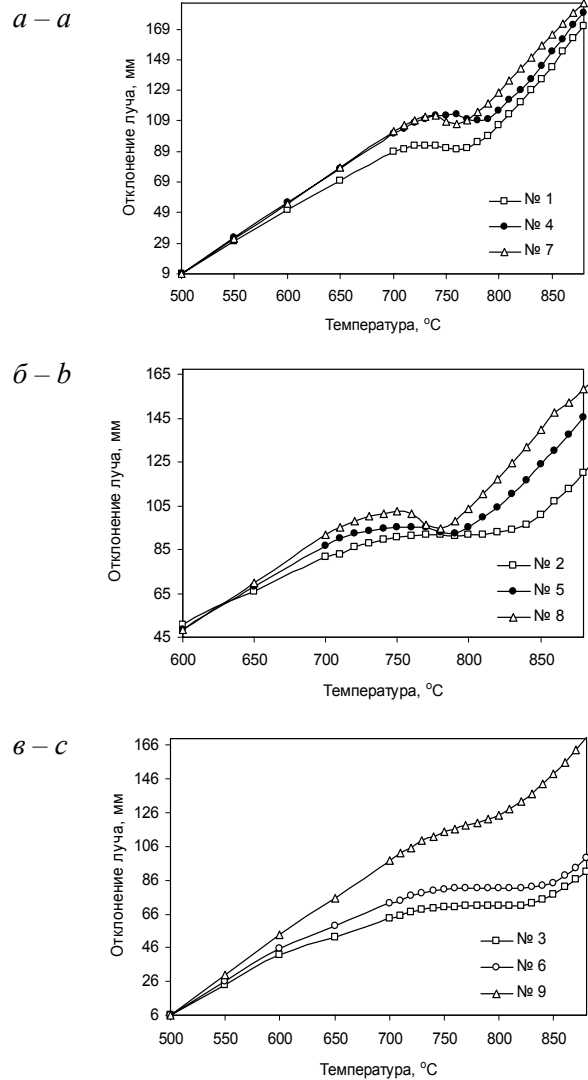 а – a
Отклонение луча, мм
169
149
129
109
89
69
49
29
9
500 550 600 650 700 750 800 850
Температура, °С
№ 1
№ 4
№ 7
б – b
Отклонение луча, мм
165
145
125
105
85
65
45
600 650 700 750 800 850
Температура, °С
№ 2
№ 5
№ 8
в – c
Отклонение луча, мм
166
146
126
106
86
66
46
26
6
500 550 600 650 700 750 800 850
Температура, °С
№ 3
№ 6
№ 9